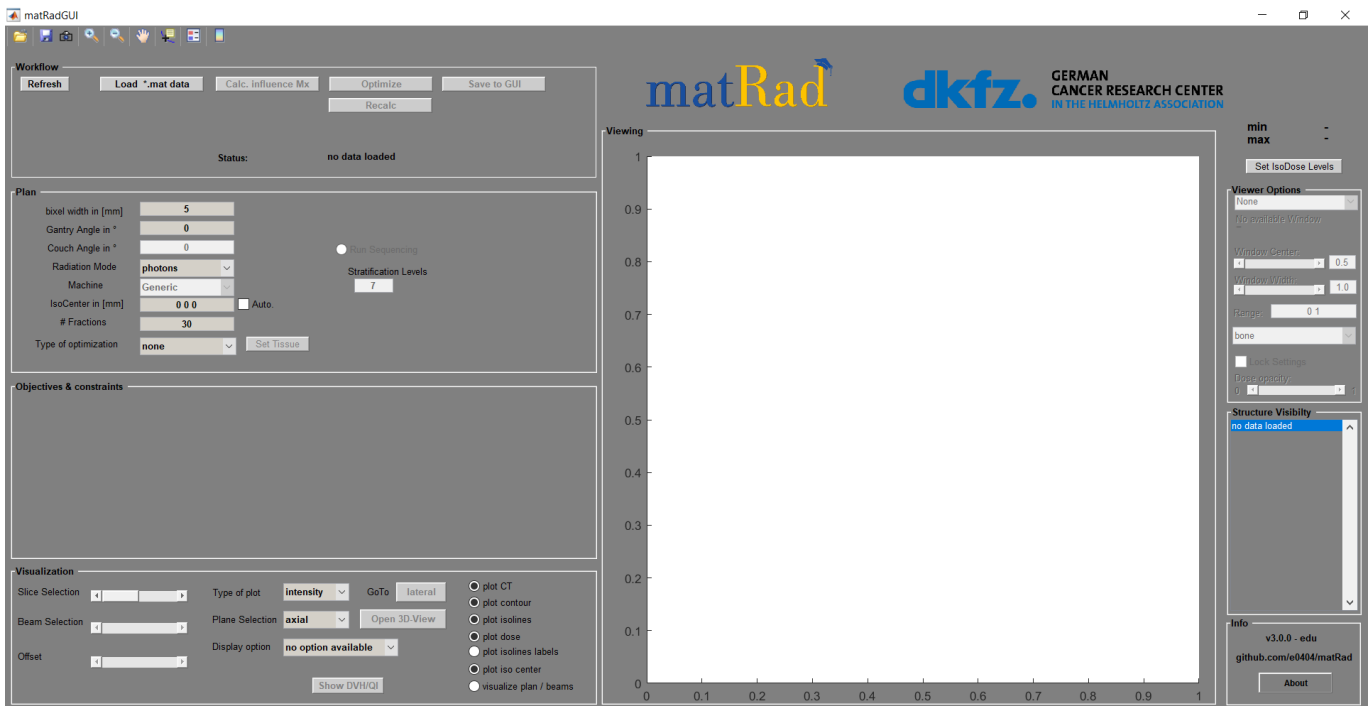 matRadGUI
Workflow
Refresh
Load *.mat data
Calc. influence Mx
Optimize
Save to GUI
Recalc
Status:
no data loaded
Plan
bixel width in [mm]
5
Gantry Angle in °
0
Couch Angle in °
0
Radiation Mode
photons
Machine
Generic
IsoCenter in [mm]
0 0 0
Auto.
# Fractions
30
Type of optimization
none
Set Tissue
Run Sequencing
Stratification Levels
7
Objectives & constraints
Visualization
Slice Selection
Beam Selection
Offset
Type of plot
intensity
GoTo
lateral
Plane Selection
axial
Open 3D-View
Display option
no option available
Show DVH/QI
plot CT
plot contour
plot isolines
plot dose
plot isolines labels
plot iso center
visualize plan / beams
matRad
dkfz.
GERMAN
CANCER RESEARCH CENTER
IN THE HELMHOLTZ ASSOCIATION
Viewing
1
0.9
0.8
0.7
0.6
0.5
0.4
0.3
0.2
0.1
0
0 0.1 0.2 0.3 0.4 0.5 0.6 0.7 0.8 0.9 1
min -
max -
Set IsoDose Levels
Viewer Options
None
No available Window
Window Center:
0.5
Window Width:
1.0
Range:
0 1
bone
Lock Settings
Dose opacity:
0 1
Structure Visibilty
no data loaded
Info
v3.0.0 - edu
github.com/e0404/matRad
About